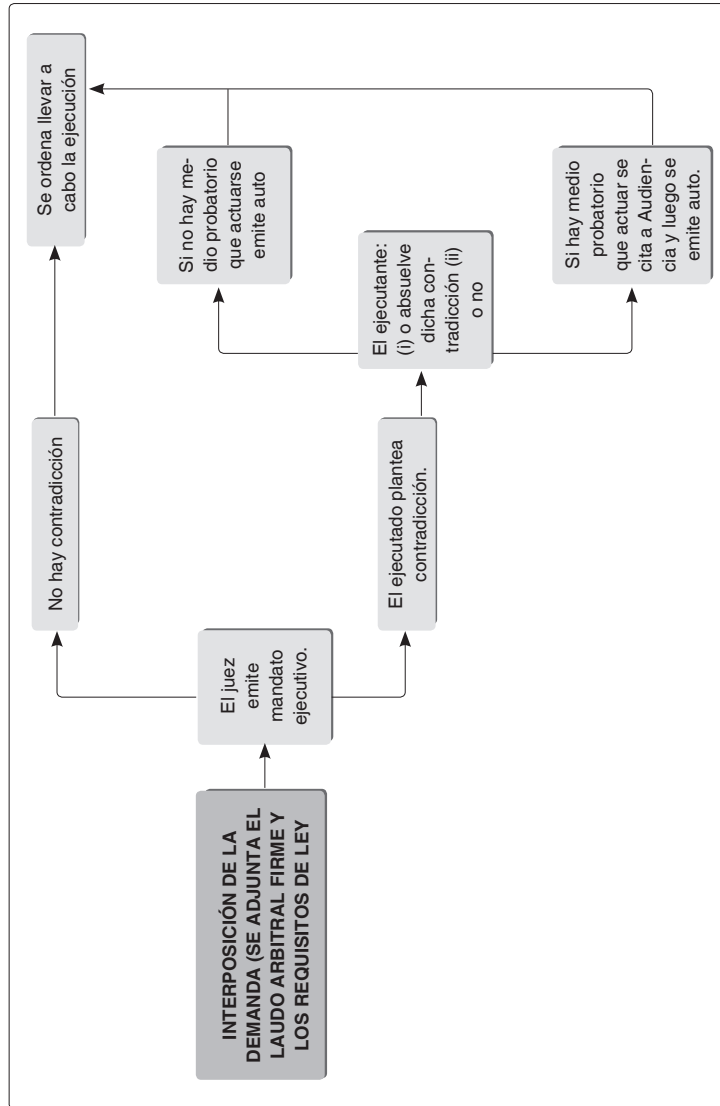 INTERPOSICIÓN DE LA
DEMANDA (SE ADJUNTA EL
LAUDO ARBITRAL FIRME Y
LOS REQUISITOS DE LEY
El juez
emite
mandato
ejecutivo.
No hay contradicción
Se ordena llevar a
cabo la ejecución
El ejecutado plantea
contradicción.
El ejecutante:
(i) o absuelve
dicha con-
tradicción (ii)
o no
Si no hay me-
dio probatorio
que actuarse
emite auto
Si hay medio
probatorio
que actuar se
cita a Audien-
cia y luego se
emite auto.